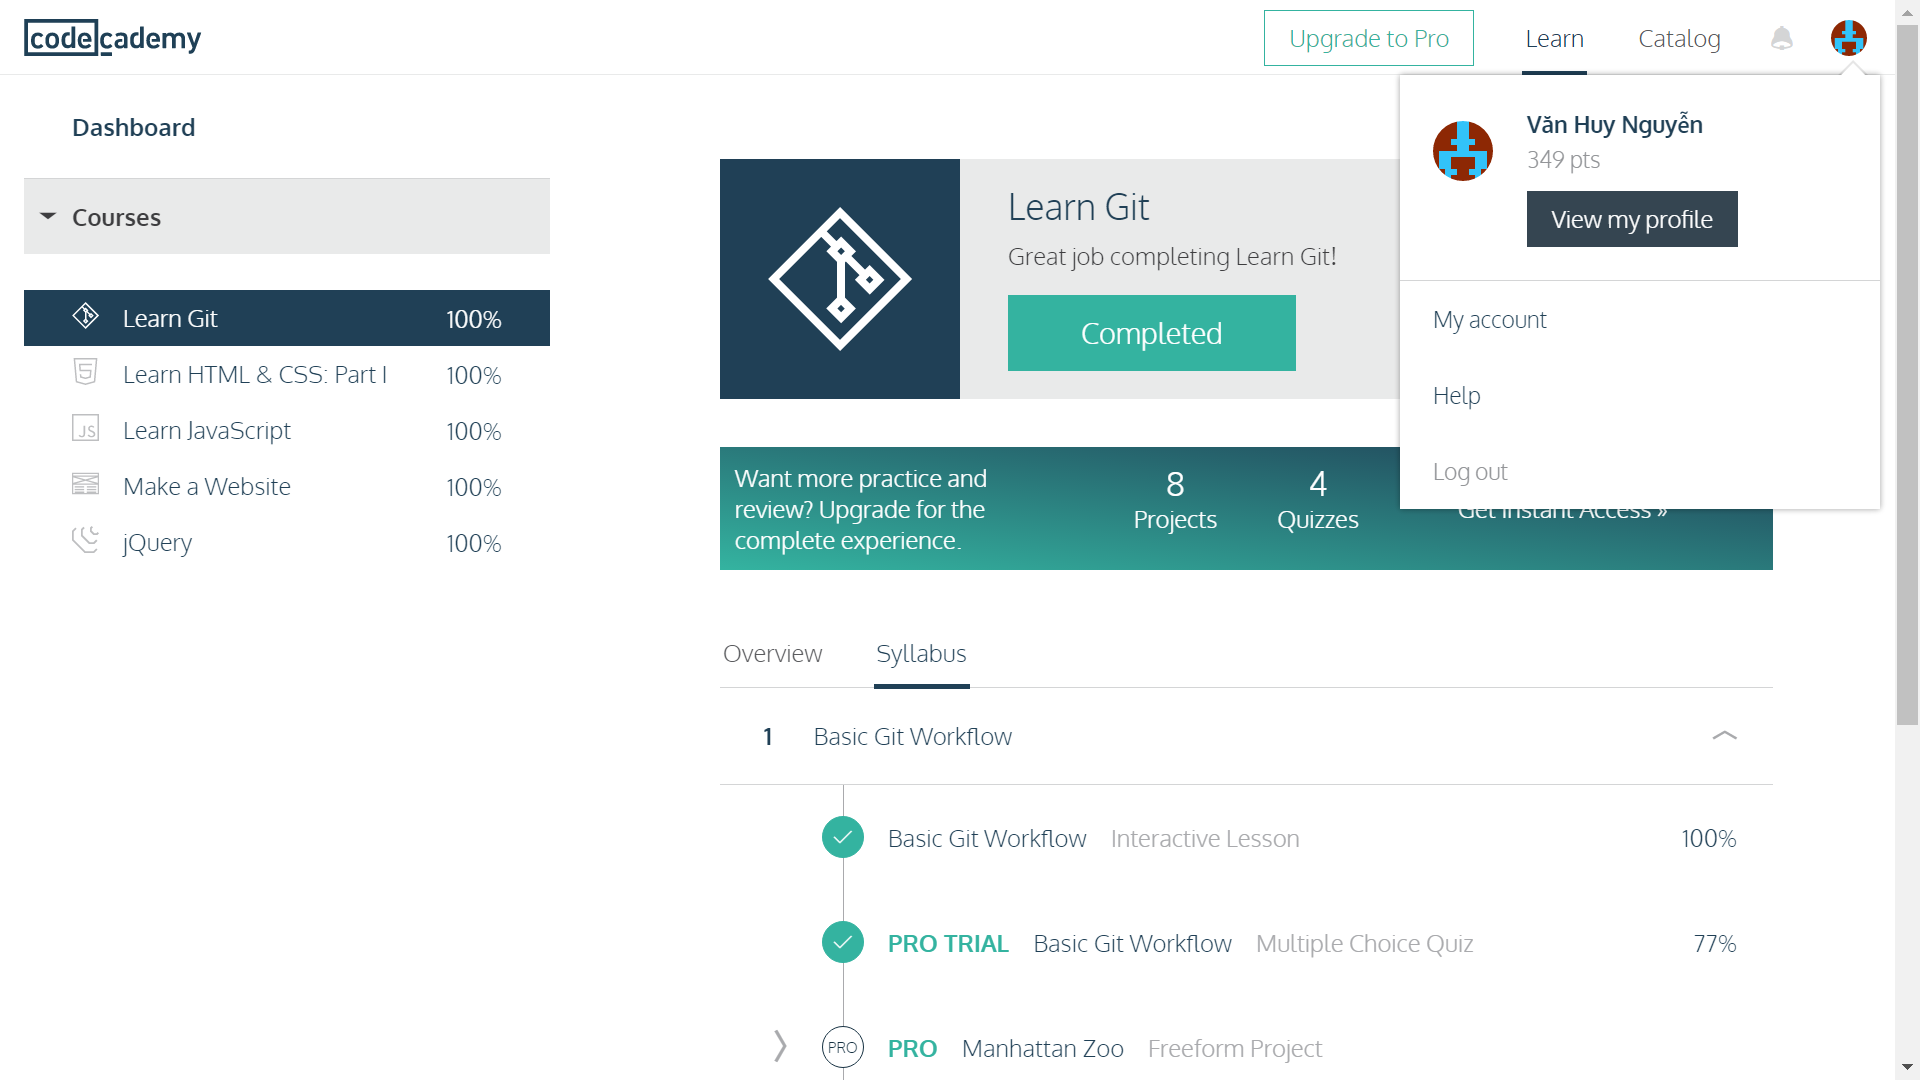 codecademy
Upgrade to Pro
Learn
Catalog
Văn Huy Nguyễn
349 pts
View my profile
My account
Help
Log out
Dashboard
Courses
Learn Git 100%
Learn HTML & CSS: Part I 100%
JS Learn JavaScript 100%
Make a Website 100%
jQuery 100%
Learn Git
Great job completing Learn Git!
Completed
Want more practice and
review? Upgrade for the
complete experience.
8
Projects
4
Quizzes
Get Instant Access »
Overview
Syllabus
1 Basic Git Workflow
Basic Git Workflow Interactive Lesson 100%
PRO TRIAL Basic Git Workflow Multiple Choice Quiz 77%
PRO PRO Manhattan Zoo Freeform Project